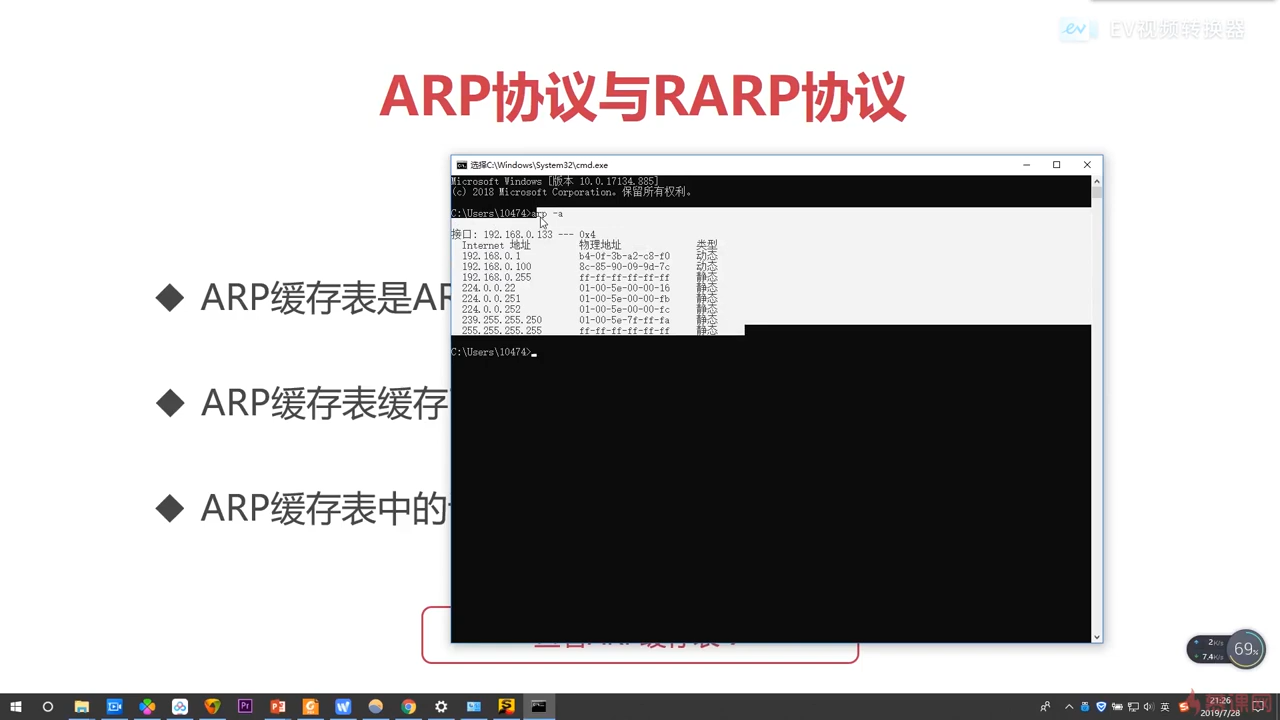 EV视频转换器
ARP协议与RARP协议
选择C:\Windows\System32\cmd.exe
Microsoft Windows [版本 10.0.17134.885]
(c) 2018 Microsoft Corporation。保留所有权利。
C:\Users\10474>arp -a
接口: 192.168.0.133 --- 0x4
Internet 地址 物理地址 类型
192.168.0.1 b4-0f-3b-a2-c8-f0 动态
192.168.0.100 8c-85-90-09-9d-7c 动态
192.168.0.255 ff-ff-ff-ff-ff-ff 静态
224.0.0.22 01-00-5e-00-00-16 静态
224.0.0.251 01-00-5e-00-00-fb 静态
224.0.0.252 01-00-5e-00-00-fc 静态
239.255.255.250 01-00-5e-7f-ff-fa 静态
255.255.255.255 ff-ff-ff-ff-ff-ff 静态
C:\Users\10474>
◆ ARP缓存表是AR
◆ ARP缓存表缓存
◆ ARP缓存表中的
2K/s
7.4K/s
69%
英
21:26
2019/7/28